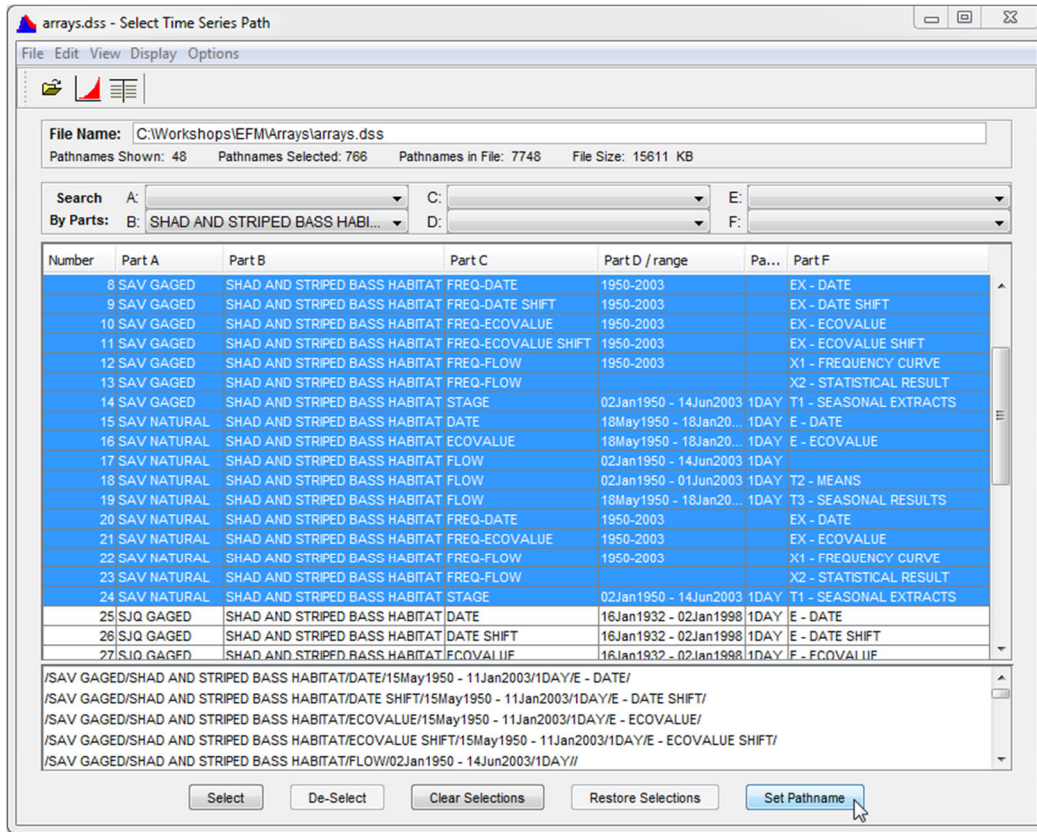 arrays.dss - Select Time Series Path
File Edit View Display Options
File Name: C:\Workshops\EFM\Arrays\arrays.dss
Pathnames Shown: 48 Pathnames Selected: 766 Pathnames in File: 7748 File Size: 15611 KB
Search A: C: E:
By Parts: B: SHAD AND STRIPED BASS HABI... D: F:
Number Part A Part B Part C Part D / range Pa... Part F
8 SAV GAGED SHAD AND STRIPED BASS HABITAT FREQ-DATE 1950-2003 EX - DATE
9 SAV GAGED SHAD AND STRIPED BASS HABITAT FREQ-DATE SHIFT 1950-2003 EX - DATE SHIFT
10 SAV GAGED SHAD AND STRIPED BASS HABITAT FREQ-ECOVALUE 1950-2003 EX - ECOVALUE
11 SAV GAGED SHAD AND STRIPED BASS HABITAT FREQ-ECOVALUE SHIFT 1950-2003 EX - ECOVALUE SHIFT
12 SAV GAGED SHAD AND STRIPED BASS HABITAT FREQ-FLOW 1950-2003 X1 - FREQUENCY CURVE
13 SAV GAGED SHAD AND STRIPED BASS HABITAT FREQ-FLOW X2 - STATISTICAL RESULT
14 SAV GAGED SHAD AND STRIPED BASS HABITAT STAGE 02Jan1950 - 14Jun2003 1DAY T1 - SEASONAL EXTRACTS
15 SAV NATURAL SHAD AND STRIPED BASS HABITAT DATE 18May1950 - 18Jan20... 1DAY E - DATE
16 SAV NATURAL SHAD AND STRIPED BASS HABITAT ECOVALUE 18May1950 - 18Jan20... 1DAY E - ECOVALUE
17 SAV NATURAL SHAD AND STRIPED BASS HABITAT FLOW 02Jan1950 - 14Jun2003 1DAY
18 SAV NATURAL SHAD AND STRIPED BASS HABITAT FLOW 02Jan1950 - 01Jun2003 1DAY T2 - MEANS
19 SAV NATURAL SHAD AND STRIPED BASS HABITAT FLOW 18May1950 - 18Jan20... 1DAY T3 - SEASONAL RESULTS
20 SAV NATURAL SHAD AND STRIPED BASS HABITAT FREQ-DATE 1950-2003 EX - DATE
21 SAV NATURAL SHAD AND STRIPED BASS HABITAT FREQ-ECOVALUE 1950-2003 EX - ECOVALUE
22 SAV NATURAL SHAD AND STRIPED BASS HABITAT FREQ-FLOW 1950-2003 X1 - FREQUENCY CURVE
23 SAV NATURAL SHAD AND STRIPED BASS HABITAT FREQ-FLOW X2 - STATISTICAL RESULT
24 SAV NATURAL SHAD AND STRIPED BASS HABITAT STAGE 02Jan1950 - 14Jun2003 1DAY T1 - SEASONAL EXTRACTS
25 SJQ GAGED SHAD AND STRIPED BASS HABITAT DATE 16Jan1932 - 02Jan1998 1DAY E - DATE
26 SJQ GAGED SHAD AND STRIPED BASS HABITAT DATE SHIFT 16Jan1932 - 02Jan1998 1DAY E - DATE SHIFT
27 SJQ GAGED SHAD AND STRIPED BASS HABITAT ECOVALUE 16Jan1932 - 02Jan1998 1DAY E - ECOVALUE
/SAV GAGED/SHAD AND STRIPED BASS HABITAT/DATE/15May1950 - 11Jan2003/1DAY/E - DATE/
/SAV GAGED/SHAD AND STRIPED BASS HABITAT/DATE SHIFT/15May1950 - 11Jan2003/1DAY/E - DATE SHIFT/
/SAV GAGED/SHAD AND STRIPED BASS HABITAT/ECOVALUE/15May1950 - 11Jan2003/1DAY/E - ECOVALUE/
/SAV GAGED/SHAD AND STRIPED BASS HABITAT/ECOVALUE SHIFT/15May1950 - 11Jan2003/1DAY/E - ECOVALUE SHIFT/
/SAV GAGED/SHAD AND STRIPED BASS HABITAT/FLOW/02Jan1950 - 14Jun2003/1DAY//
Select De-Select Clear Selections Restore Selections Set Pathname